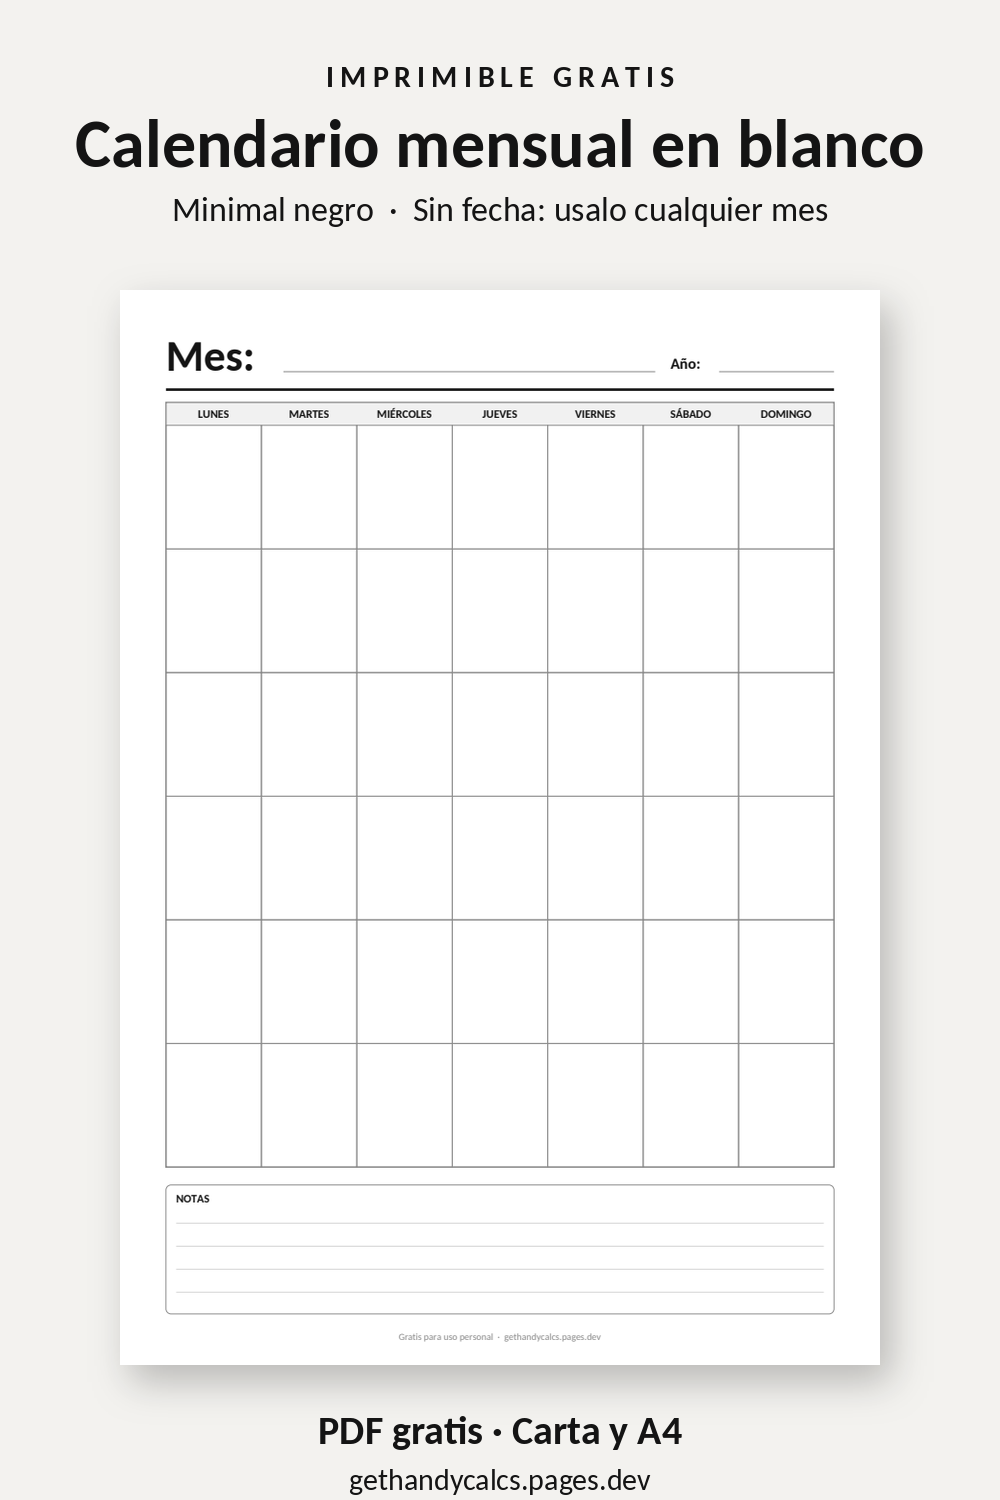 IMPRIMIBLE GRATIS
Calendario mensual en blanco
Minimal negro · Sin fecha: usalo cualquier mes
Mes: Año:
LUNES MARTES MIÉRCOLES JUEVES VIERNES SÁBADO DOMINGO
NOTAS
Gratis para uso personal · gethandycalcs.pages.dev
PDF gratis · Carta y A4
gethandycalcs.pages.dev